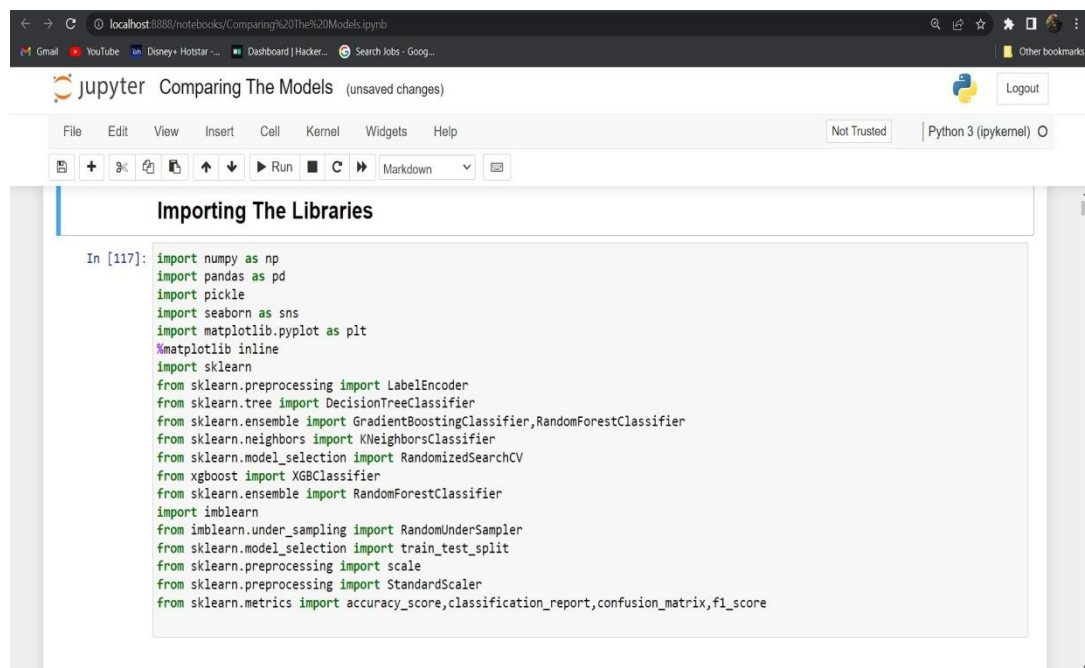 localhost:8888/notebooks/Comparing%20The%20Models.ipynb
Gmail YouTube Disney+ Hotstar -... Dashboard | Hacker... Search Jobs - Goog... Other bookmarks
jupyter Comparing The Models (unsaved changes) Logout
File Edit View Insert Cell Kernel Widgets Help Not Trusted Python 3 (ipykernel)
Run Markdown
Importing The Libraries
In [117]: import numpy as np
import pandas as pd
import pickle
import seaborn as sns
import matplotlib.pyplot as plt
%matplotlib inline
import sklearn
from sklearn.preprocessing import LabelEncoder
from sklearn.tree import DecisionTreeClassifier
from sklearn.ensemble import GradientBoostingClassifier,RandomForestClassifier
from sklearn.neighbors import KNeighborsClassifier
from sklearn.model_selection import RandomizedSearchCV
from xgboost import XGBClassifier
from sklearn.ensemble import RandomForestClassifier
import imblearn
from imblearn.under_sampling import RandomUnderSampler
from sklearn.model_selection import train_test_split
from sklearn.preprocessing import scale
from sklearn.preprocessing import StandardScaler
from sklearn.metrics import accuracy_score,classification_report,confusion_matrix,f1_score